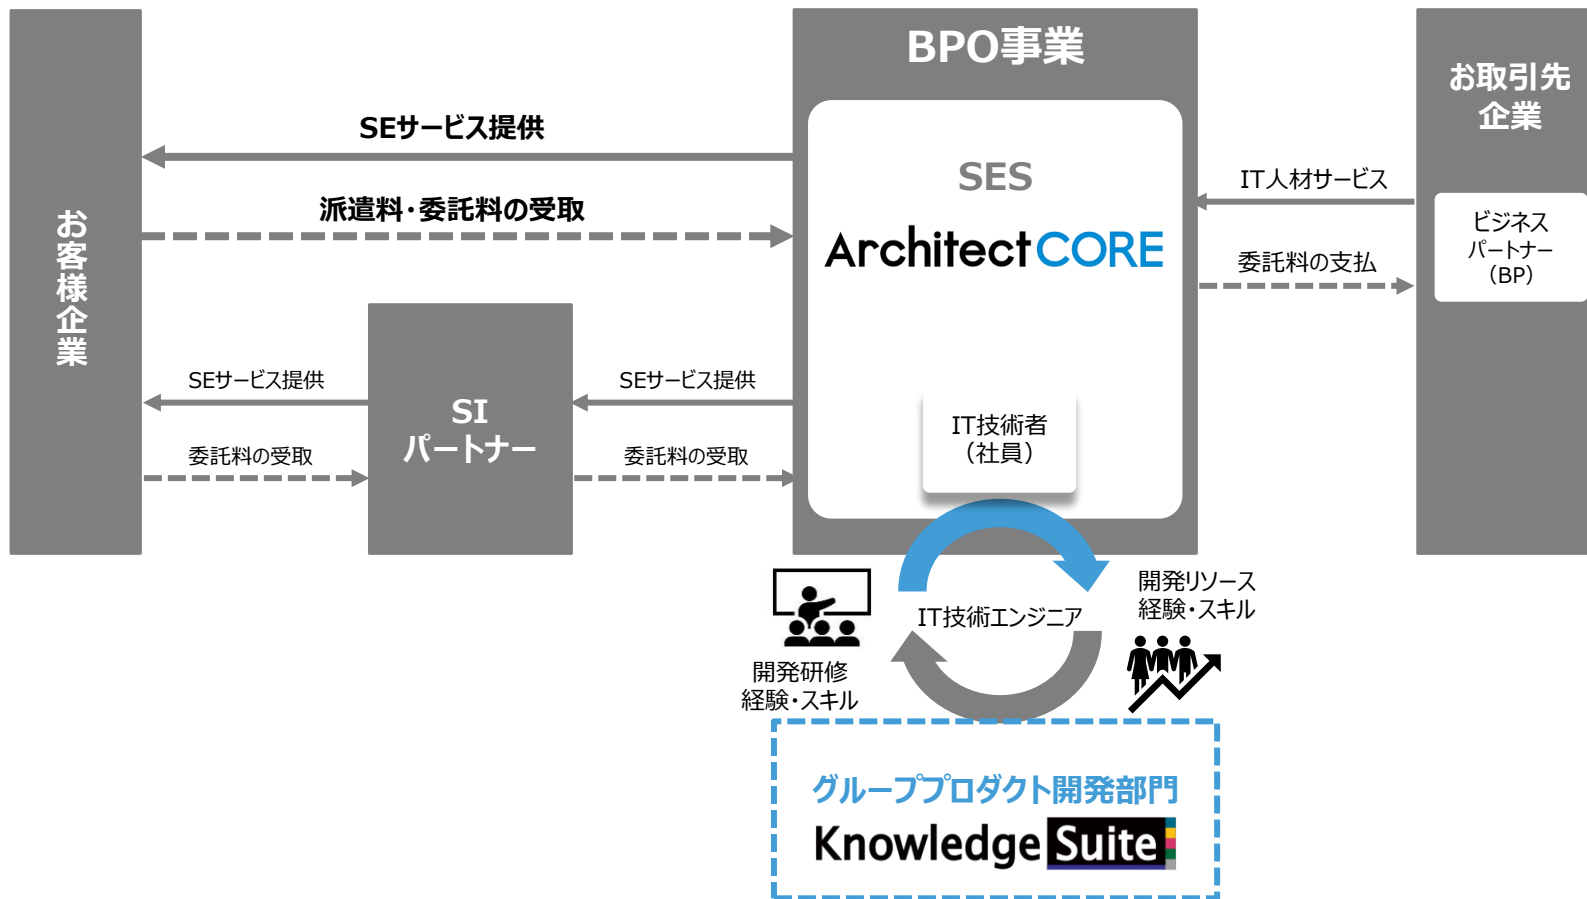 BPO事業
お取引先
企業
SEサービス提供
SES
IT人材サービス
派遣料・委託料の受取
お客様企業
ArchitectCORE
ビジネス
パートナー
（BP）
委託料の支払
SEサービス提供
SEサービス提供
SI
パートナー
IT技術者
（社員）
委託料の受取
委託料の受取
開発リソース
経験・スキル
IT技術エンジニア
開発研修
経験・スキル
グループプロダクト開発部門
Knowledge Suite